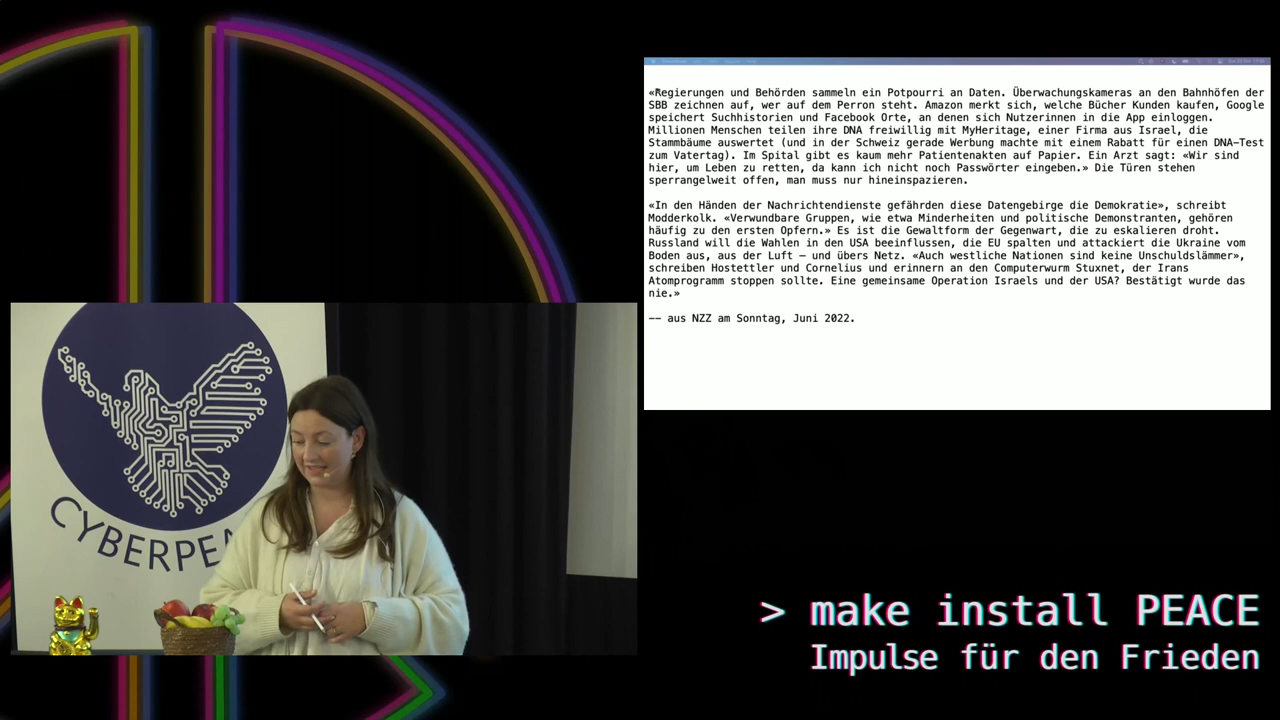 «Regierungen und Behörden sammeln ein Potpourri an Daten. Überwachungskameras an den Bahnhöfen der
SBB zeichnen auf, wer auf dem Perron steht. Amazon merkt sich, welche Bücher Kunden kaufen, Google
speichert Suchhistorien und Facebook Orte, an denen sich Nutzerinnen in die App einloggen.
Millionen Menschen teilen ihre DNA freiwillig mit MyHeritage, einer Firma aus Israel, die
Stammbäume auswertet (und in der Schweiz gerade Werbung machte mit einem Rabatt für einen DNA-Test
zum Vatertag). Im Spital gibt es kaum mehr Patientenakten auf Papier. Ein Arzt sagt: «Wir sind
hier, um Leben zu retten, da kann ich nicht noch Passwörter eingeben.» Die Türen stehen
sperrangelweit offen, man muss nur hineinspazieren.
«In den Händen der Nachrichtendienste gefährden diese Datengebirge die Demokratie», schreibt
Modderkolk. «Verwundbare Gruppen, wie etwa Minderheiten und politische Demonstranten, gehören
häufig zu den ersten Opfern.» Es ist die Gewaltform der Gegenwart, die zu eskalieren droht.
Russland will die Wahlen in den USA beeinflussen, die EU spalten und attackiert die Ukraine vom
Boden aus, aus der Luft – und übers Netz. «Auch westliche Nationen sind keine Unschuldslämmer»,
schreiben Hostettler und Cornelius und erinnern an den Computerwurm Stuxnet, der Irans
Atomprogramm stoppen sollte. Eine gemeinsame Operation Israels und der USA? Bestätigt wurde das
nie.»
-- aus NZZ am Sonntag, Juni 2022.
CYBERPEA
> make install PEACE
Impulse für den Frieden